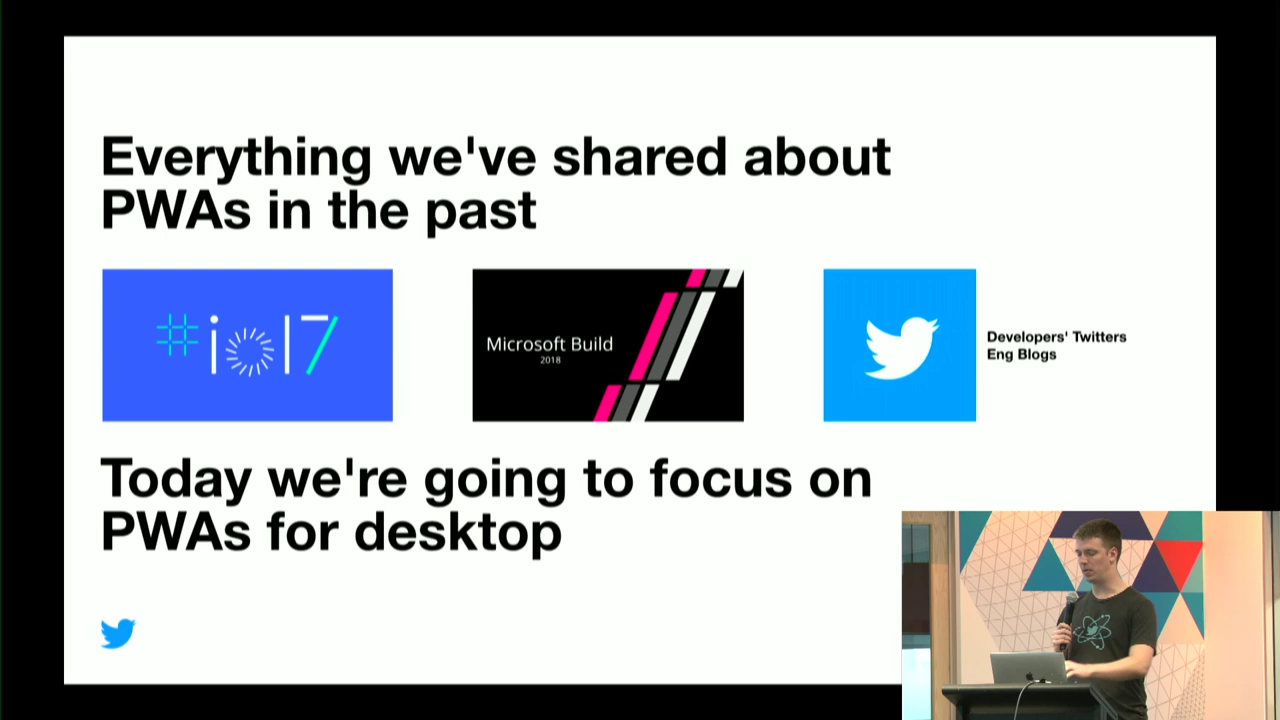 Everything we've shared about
PWAs in the past
#io17
Microsoft Build
2018
Developers' Twitters
Eng Blogs
Today we're going to focus on
PWAs for desktop